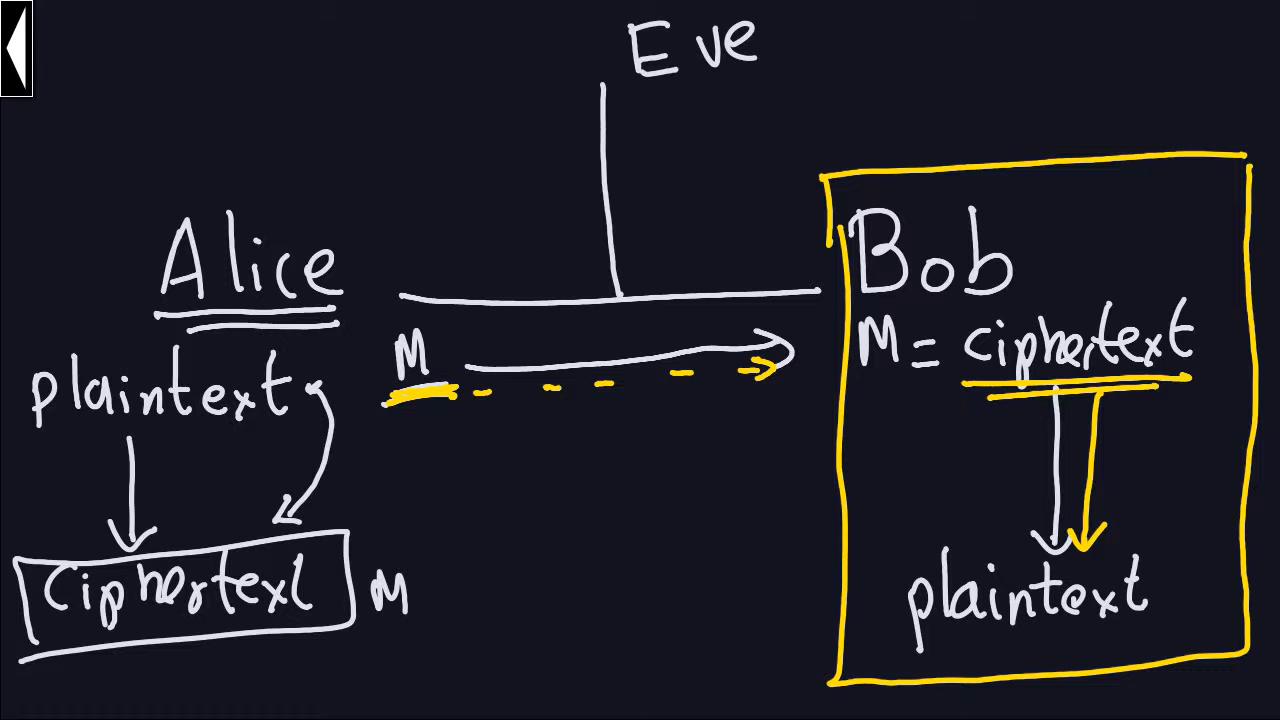 Eve
Alice
plaintext
Ciphertext M
M
Bob
M = ciphertext
plaintext